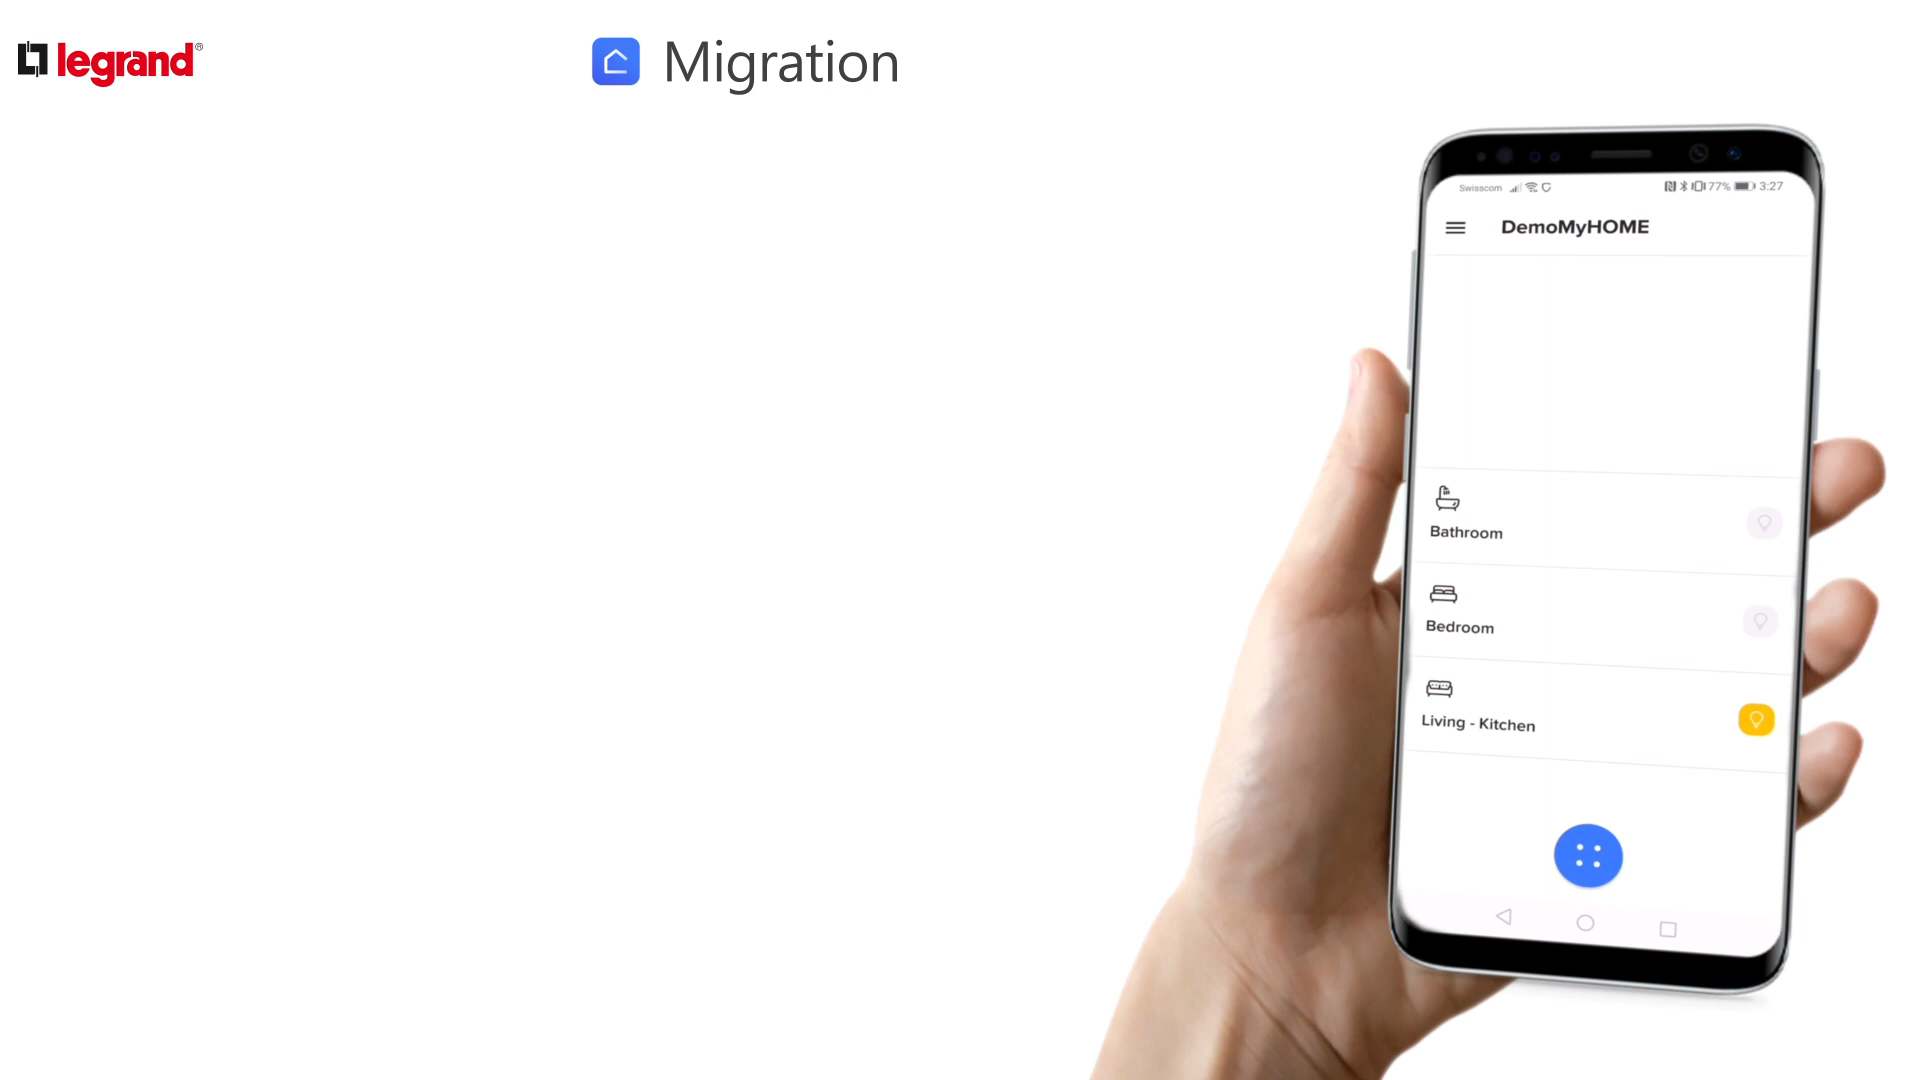 legrand®
Migration
Swisscom 77% 3:27
DemoMyHOME
Bathroom
Bedroom
Living - Kitchen